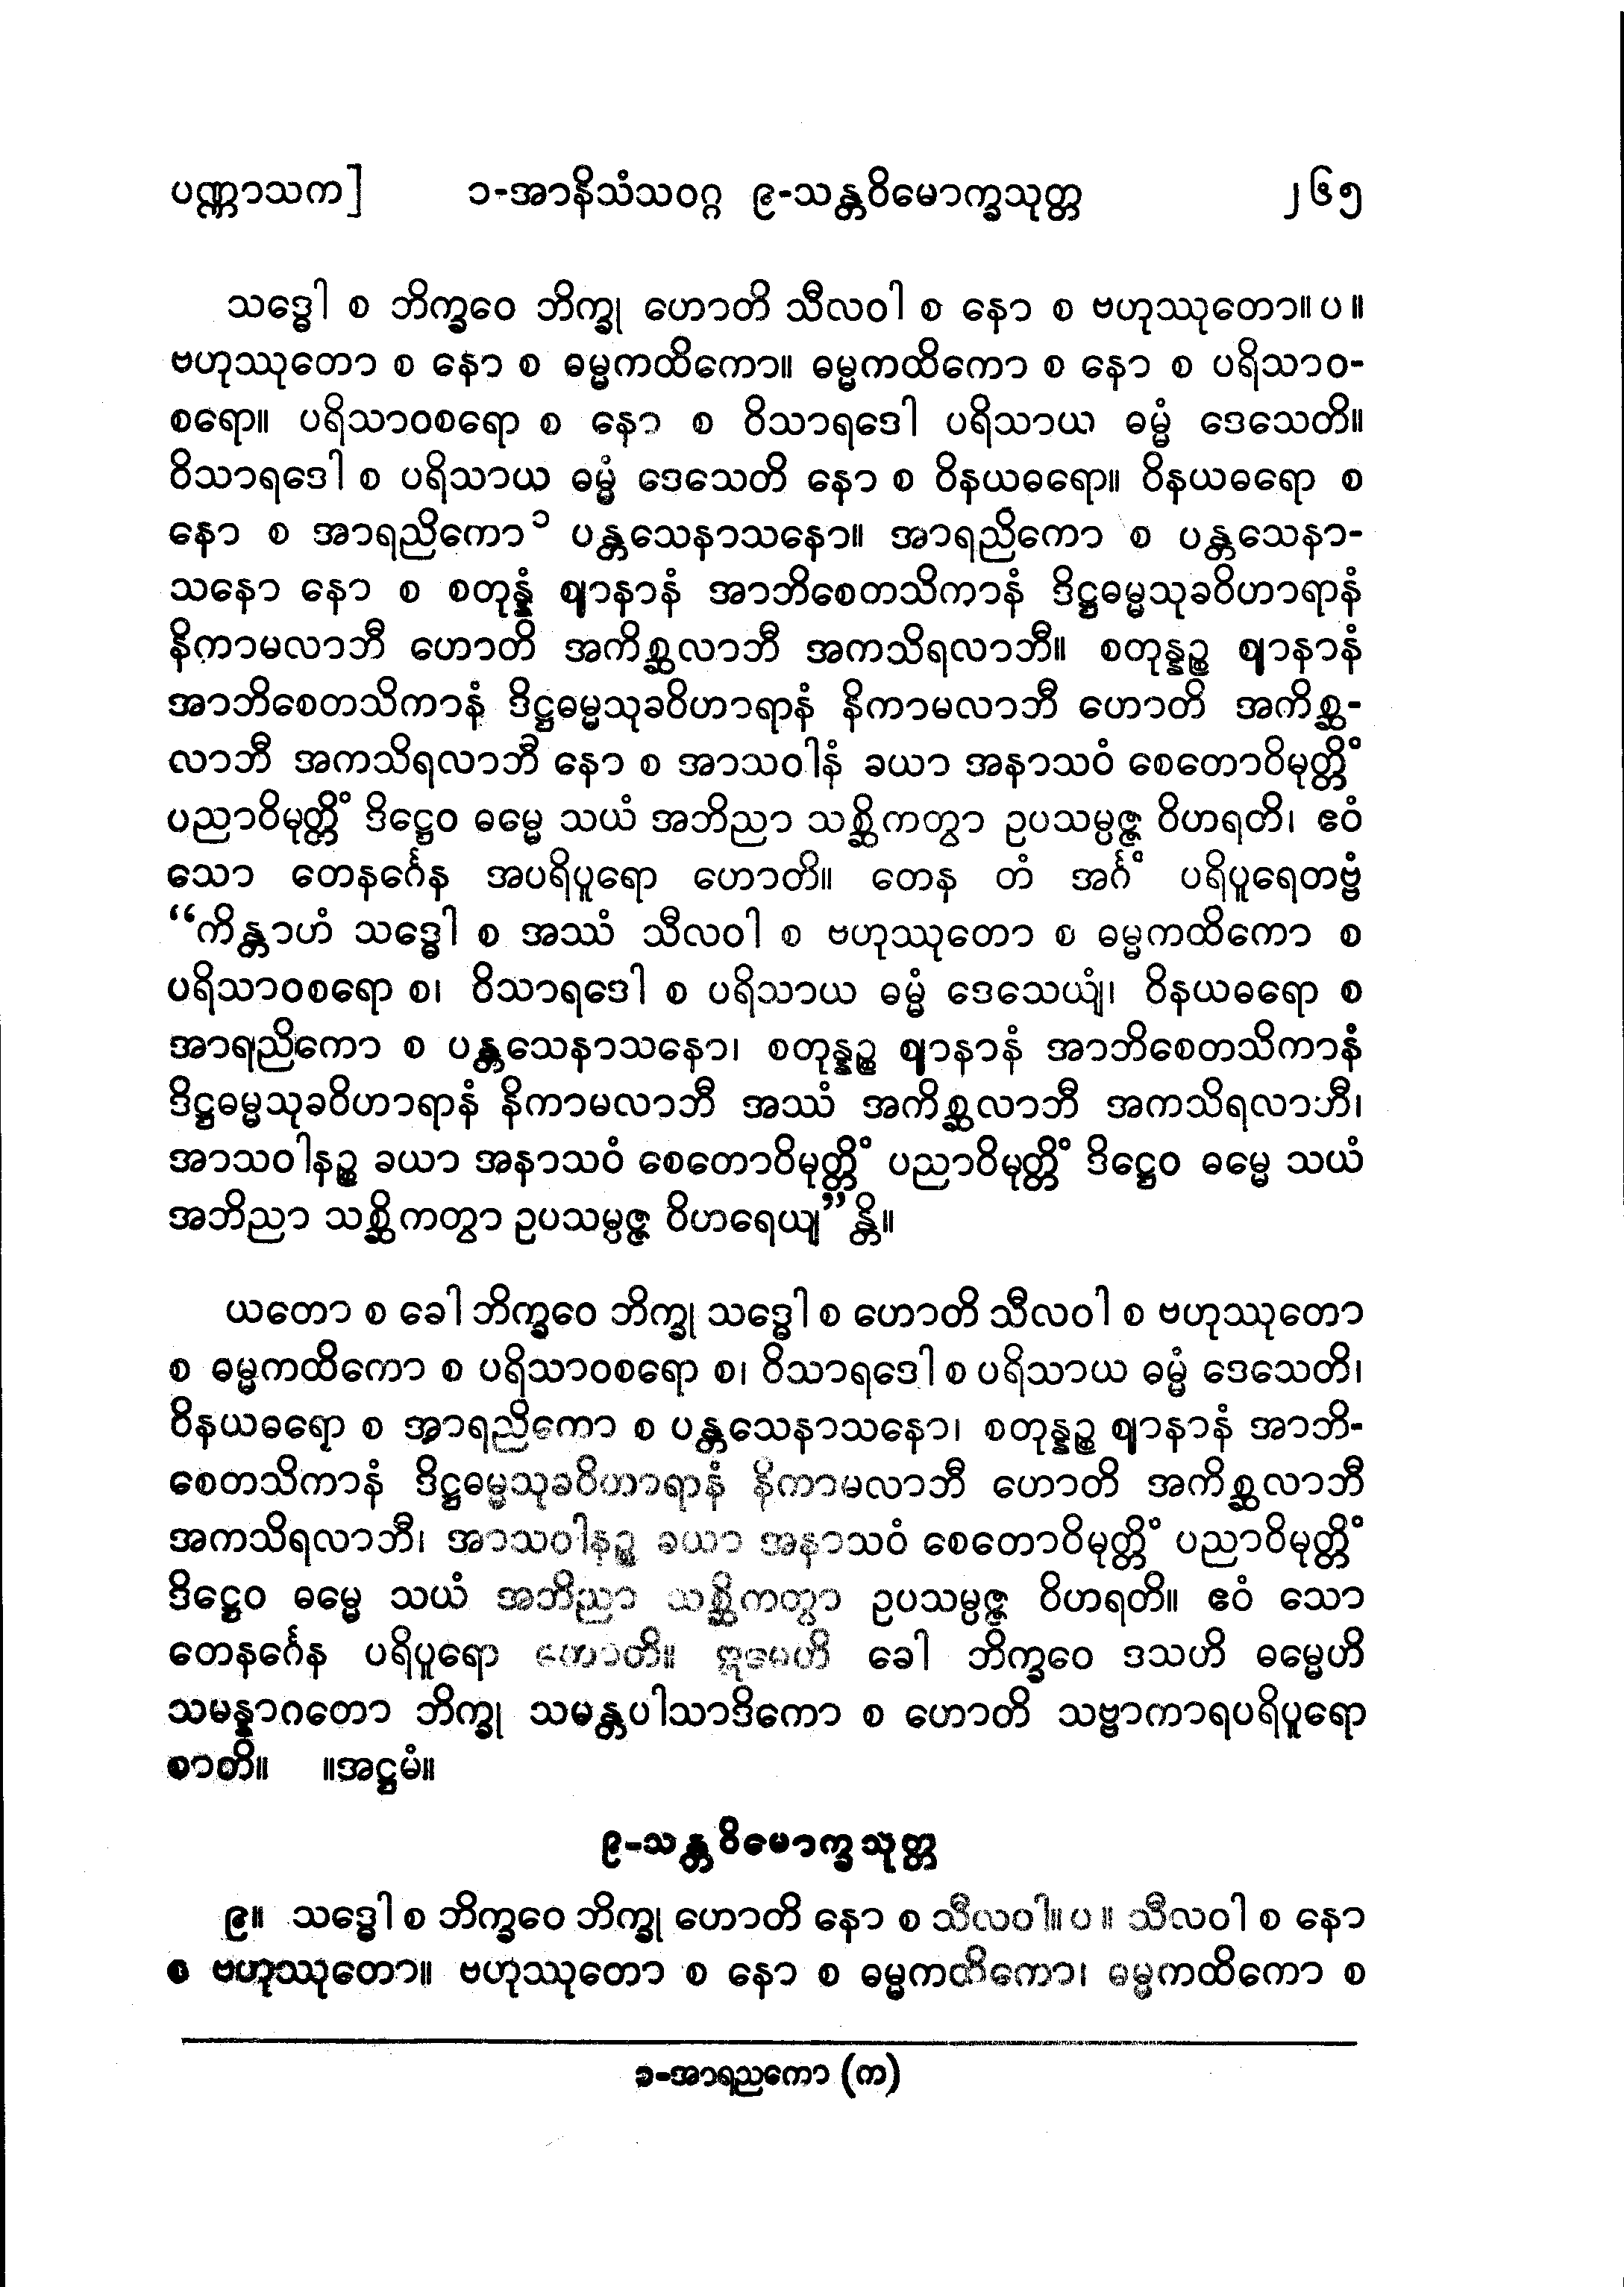 ပဏ္ဏာသက]	၁-အာနိသံသဝဂ္ဂ ၉-သန္တဝိမောက္ခသုတ္တ	၂၆၅
သဒ္ဓေါ စ ဘိက္ခဝေ ဘိက္ခု ဟောတိ သီလဝါ စ နော စ ဗဟုဿုတော။ပ။
ဗဟုဿုတော စ နော စ ဓမ္မကထိကော။ ဓမ္မကထိကော စ နော စ ပရိသာဝ-
စရော။ ပရိသာဝစရော စ နော စ ဝိသာရဒေါ ပရိသာယ ဓမ္မံ ဒေသေတိ။
ဝိသာရဒေါ စ ပရိသာယ ဓမ္မံ ဒေသေတိ နော စ ဝိနယဓရော။ ဝိနယဓရော စ
နော စ အာရညိကော၁ ပန္တသေနာသနော။ အာရညိကော စ ပန္တသေနာ-
သနော နော စ စတုန္နံ ဈာနာနံ အာဘိစေတသိကာနံ ဒိဋ္ဌဓမ္မသုခဝိဟာရာနံ
နိကာမလာဘီ ဟောတိ အကိစ္ဆလာဘီ အကသိရလာဘီ။ စတုန္နဉ္စ ဈာနာနံ
အာဘိစေတသိကာနံ ဒိဋ္ဌဓမ္မသုခဝိဟာရာနံ နိကာမလာဘီ ဟောတိ အကိစ္ဆ-
လာဘီ အကသိရလာဘီ နော စ အာသဝါနံ ခယာ အနာသဝံ စေတောဝိမုတ္တိံ
ပညာဝိမုတ္တိံ ဒိဋ္ဌေဝ ဓမ္မေ သယံ အဘိညာ သစ္ဆိကတွာ ဥပသမ္ပဇ္ဇ ဝိဟရတိ၊ ဧဝံ
သော တေနင်္ဂေန အပရိပူရော ဟောတိ။ တေန တံ အင်္ဂံ ပရိပူရေတဗ္ဗံ
“ကိန္တာဟံ သဒ္ဓေါ စ အဿံ သီလဝါ စ ဗဟုဿုတော စ ဓမ္မကထိကော စ
ပရိသာဝစရော စ၊ ဝိသာရဒေါ စ ပရိသာယ ဓမ္မံ ဒေသေယျံ၊ ဝိနယဓရော စ
အာရညိကော စ ပန္တသေနာသနော၊ စတုန္နဉ္စ ဈာနာနံ အာဘိစေတသိကာနံ
ဒိဋ္ဌဓမ္မသုခဝိဟာရာနံ နိကာမလာဘီ အဿံ အကိစ္ဆလာဘီ အကသိရလာဘီ၊
အာသဝါနဉ္စ ခယာ အနာသဝံ စေတောဝိမုတ္တိံ ပညာဝိမုတ္တိံ ဒိဋ္ဌေဝ ဓမ္မေ သယံ
အဘိညာ သစ္ဆိကတွာ ဥပသမ္ပဇ္ဇ ဝိဟရေယျ”န္တိ။
ယတော စ ခေါ ဘိက္ခဝေ ဘိက္ခု သဒ္ဓေါ စ ဟောတိ သီလဝါ စ ဗဟုဿုတော
စ ဓမ္မကထိကော စ ပရိသာဝစရော စ၊ ဝိသာရဒေါ စ ပရိသာယ ဓမ္မံ ဒေသေတိ၊
ဝိနယဓရော စ အာရညိကော စ ပန္တသေနာသနော၊ စတုန္နဉ္စ ဈာနာနံ အာဘိ-
စေတသိကာနံ ဒိဋ္ဌဓမ္မသုခဝိဟာရာနံ နိကာမလာဘီ ဟောတိ အကိစ္ဆလာဘီ
အကသိရလာဘီ၊ အာသဝါနဉ္စ ခယာ အနာသဝံ စေတောဝိမုတ္တိံ ပညာဝိမုတ္တိံ
ဒိဋ္ဌေဝ ဓမ္မေ သယံ အဘိညာ သစ္ဆိကတွာ ဥပသမ္ပဇ္ဇ ဝိဟရတိ။ ဧဝံ သော
တေနင်္ဂေန ပရိပူရော ဟောတိ။ ဣမေဟိ ခေါ ဘိက္ခဝေ ဒသဟိ ဓမ္မေဟိ
သမန္နာဂတော ဘိက္ခု သမန္တပါသာဒိကော စ ဟောတိ သဗ္ဗာကာရပရိပူရော
စာတိ။ ။အဋ္ဌမံ။
၉-သန္တဝိမောက္ခသုတ္တ
၉။ သဒ္ဓေါ စ ဘိက္ခဝေ ဘိက္ခု ဟောတိ နော စ သီလဝါ။ပ။ သီလဝါ စ နော
စ ဗဟုဿုတော။ ဗဟုဿုတော စ နော စ ဓမ္မကထိကော၊ ဓမ္မကထိကော စ
၁-အာရညကော (က)